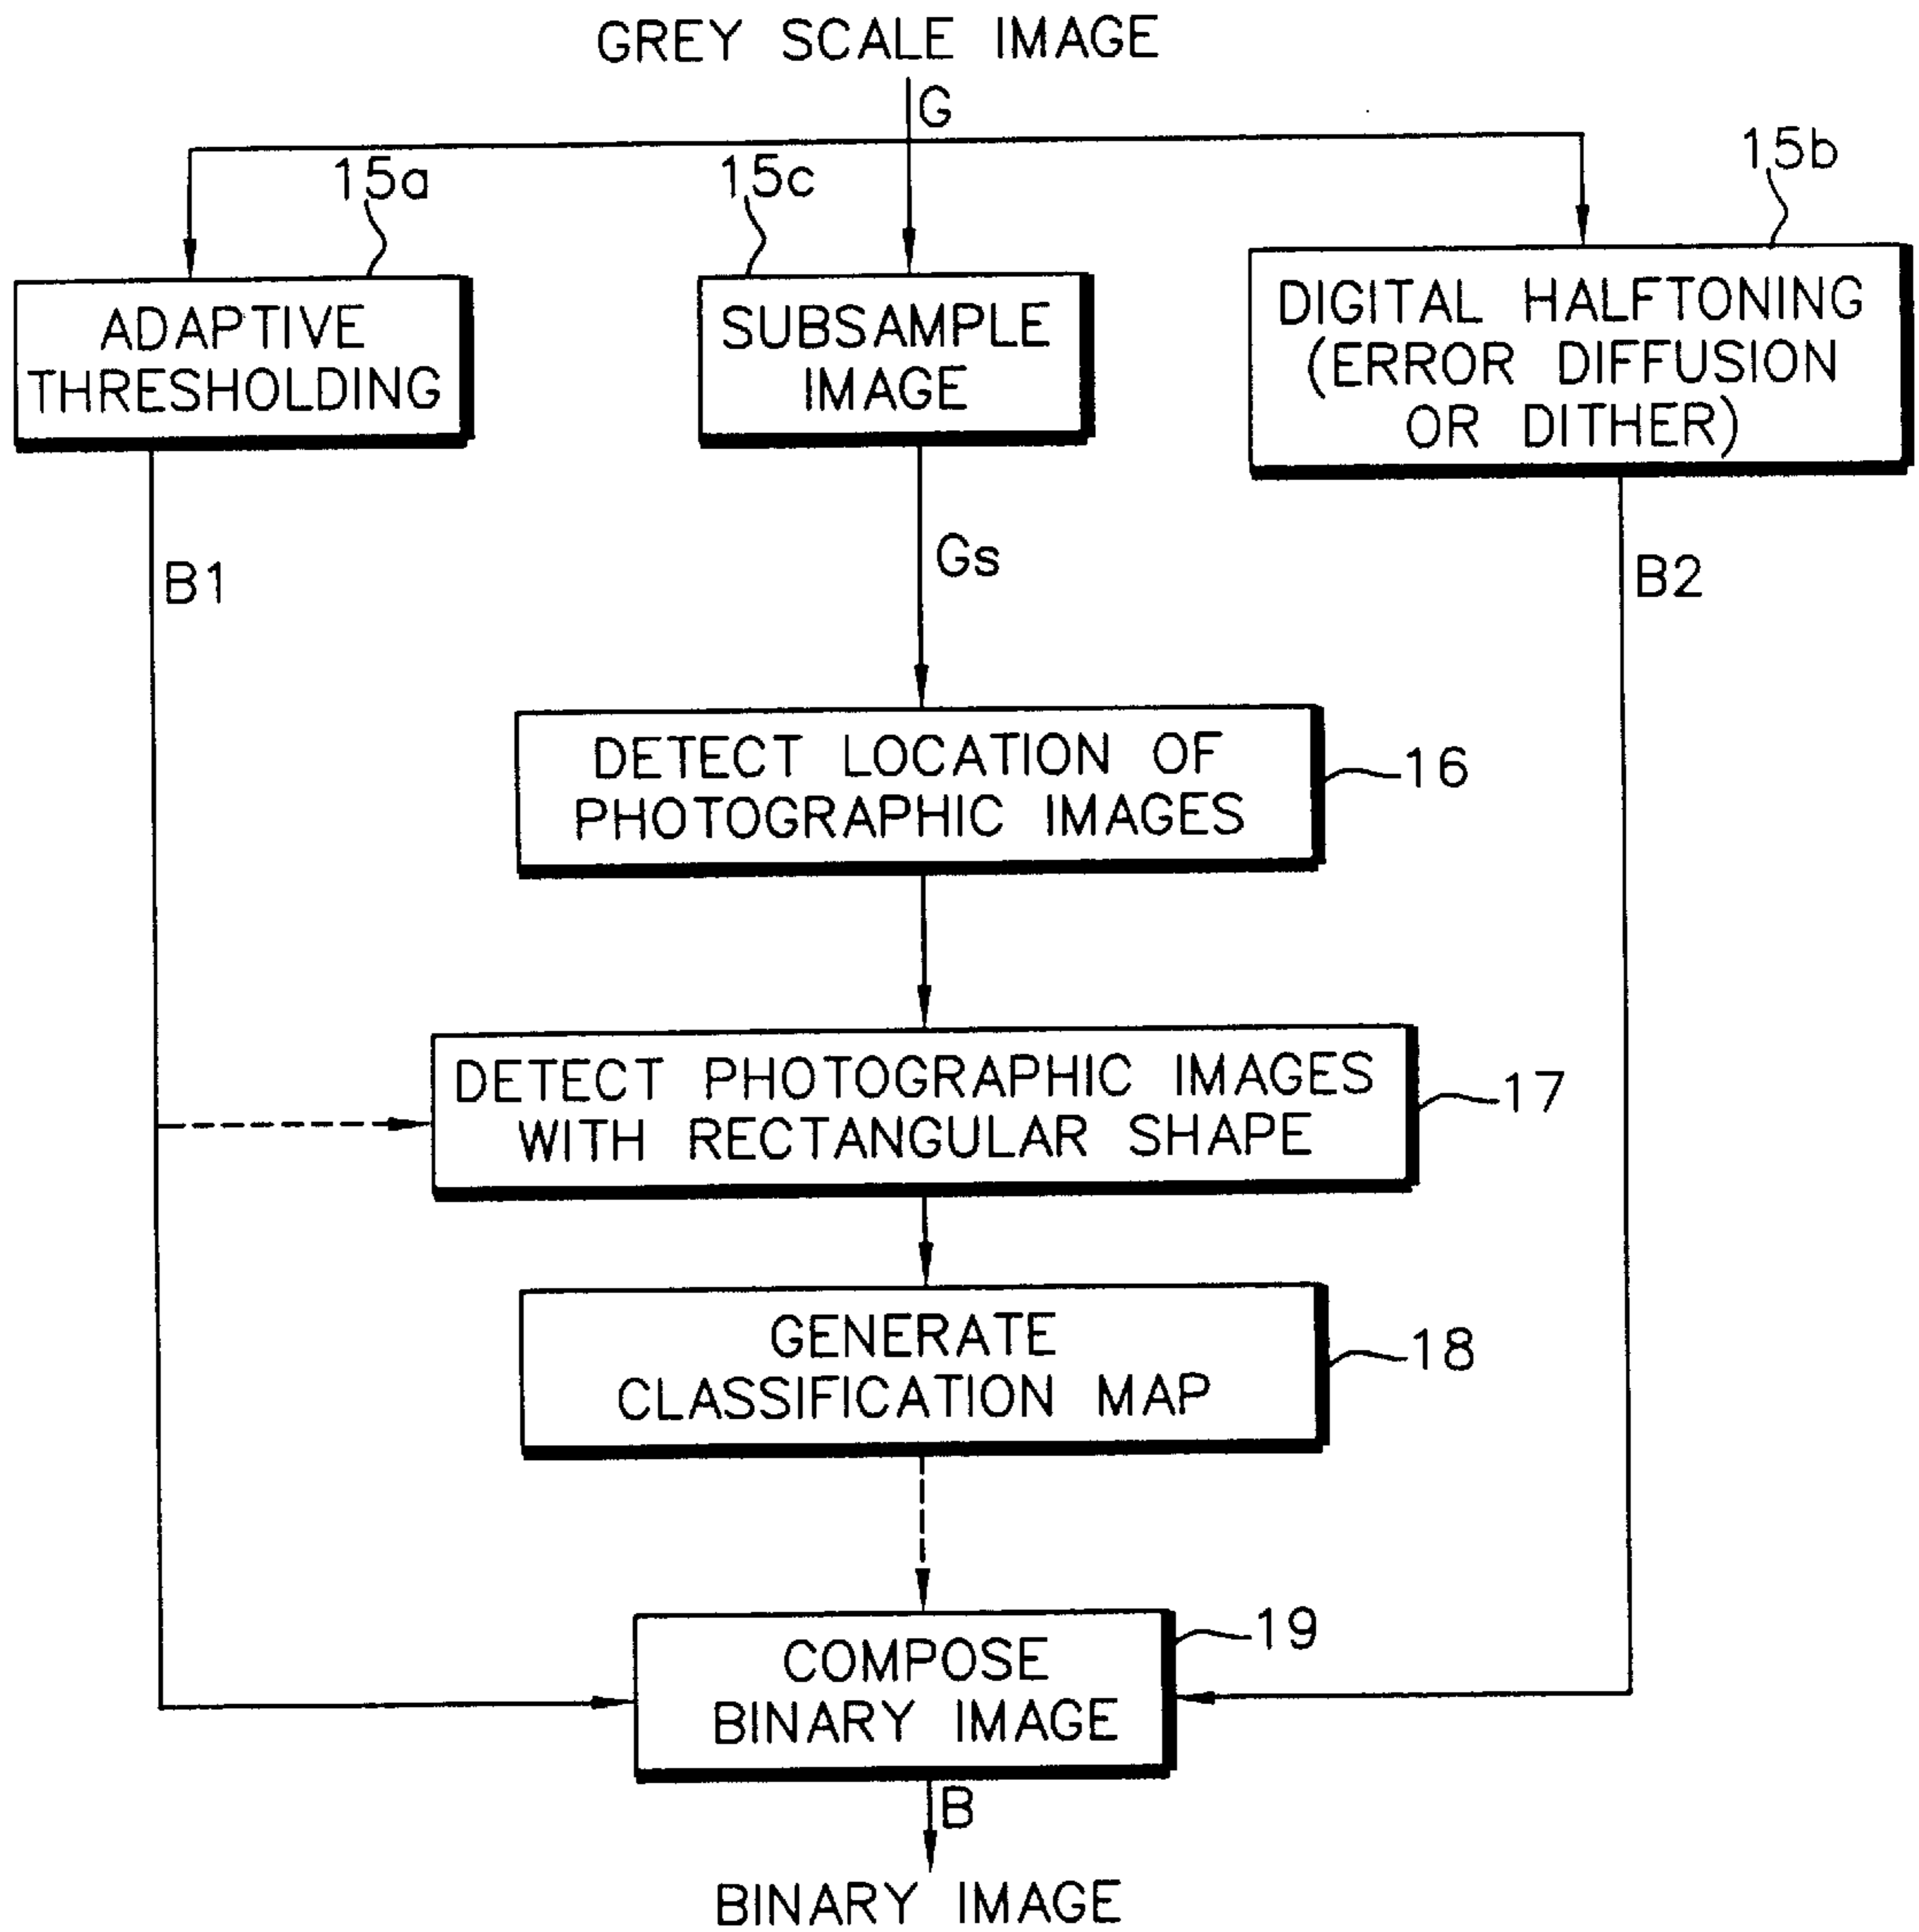 GREY SCALE IMAGE
G
15a
15c
15b
ADAPTIVE
THRESHOLDING
SUBSAMPLE
IMAGE
DIGITAL HALFTONING
(ERROR DIFFUSION
OR DITHER)
B1
Gs
B2
DETECT LOCATION OF
PHOTOGRAPHIC IMAGES
16
DETECT PHOTOGRAPHIC IMAGES
WITH RECTANGULAR SHAPE
17
GENERATE
CLASSIFICATION MAP
18
COMPOSE
BINARY IMAGE
19
B
BINARY IMAGE